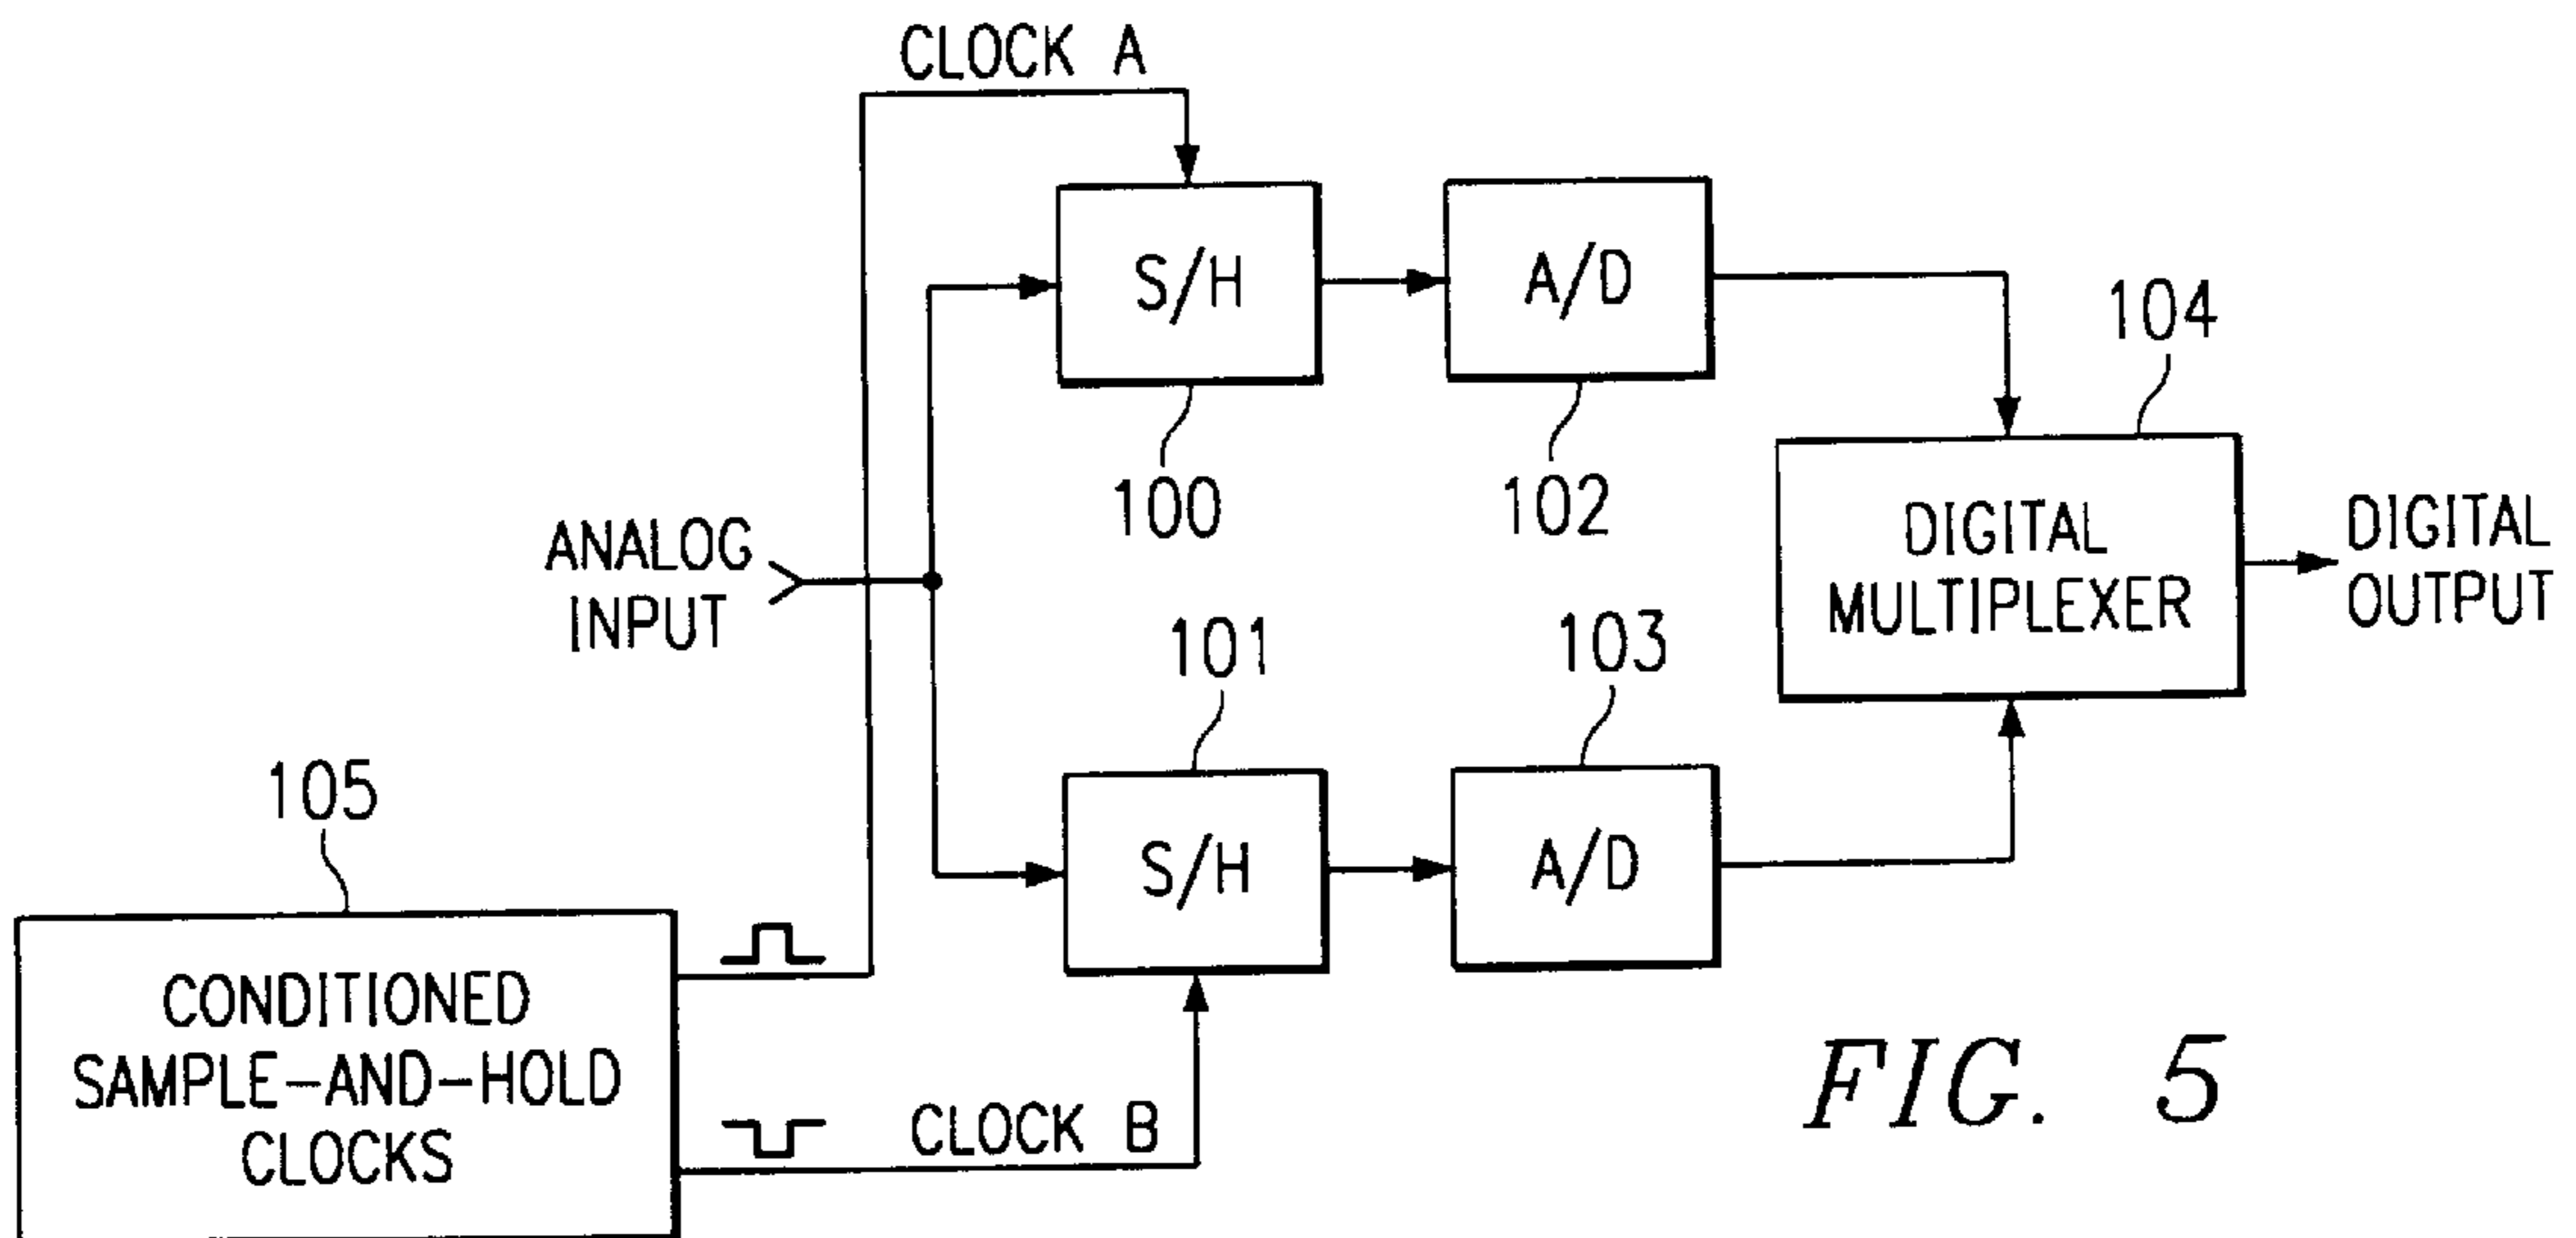 CLOCK A
S/H
A/D
104
100
102
ANALOG
INPUT
DIGITAL
MULTIPLEXER
DIGITAL
OUTPUT
101
103
105
S/H
A/D
CONDITIONED
SAMPLE-AND-HOLD
CLOCKS
CLOCK B
FIG. 5